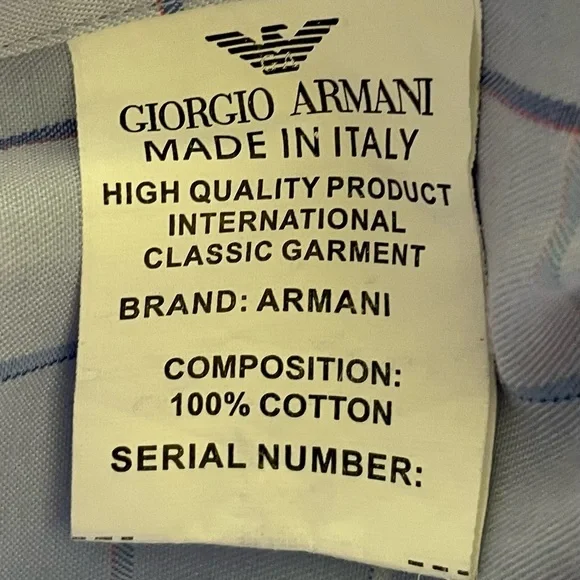 GIORGIO ARMANI
MADE IN ITALY
HIGH QUALITY PRODUCT
INTERNATIONAL
CLASSIC GARMENT
BRAND: ARMANI
COMPOSITION:
100% COTTON
SERIAL NUMBER: